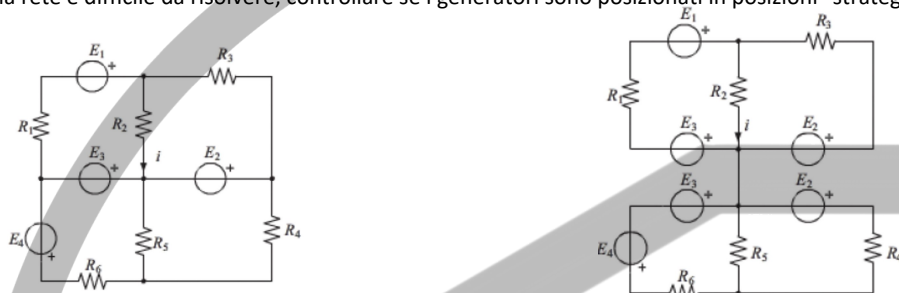 la rete è difficile da risolvere, controllare se i generatori sono posizionati in posizioni "strateg
E1
R3
R1
R2
i
E3
E2
E4
R5
R4
R6
E1
R3
R1
R2
i
E3
E2
E3
E2
E4
R5
R6